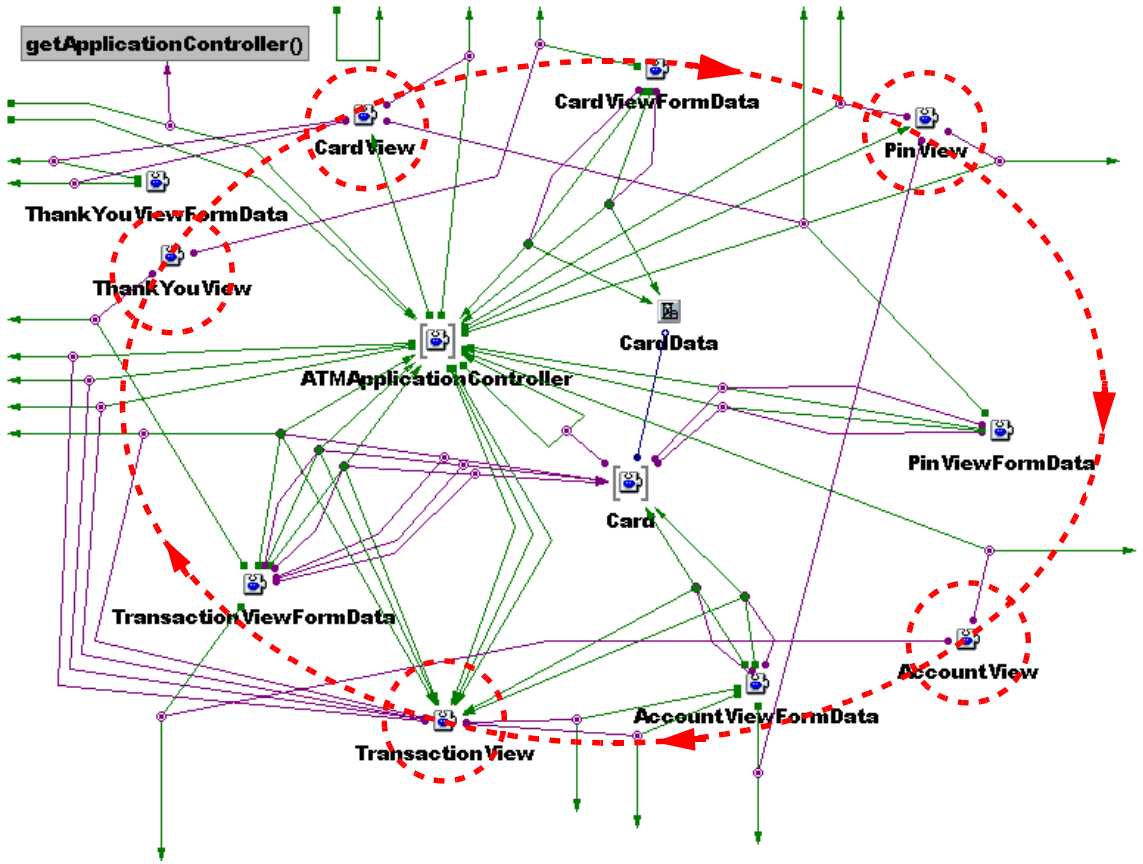 getApplicationController()
CardViewFormData
CardView
PinView
ThankYouViewFormData
ThankYouView
CardData
ATMApplicationController
PinViewFormData
Card
TransactionViewFormData
AccountView
AccountViewFormData
TransactionView